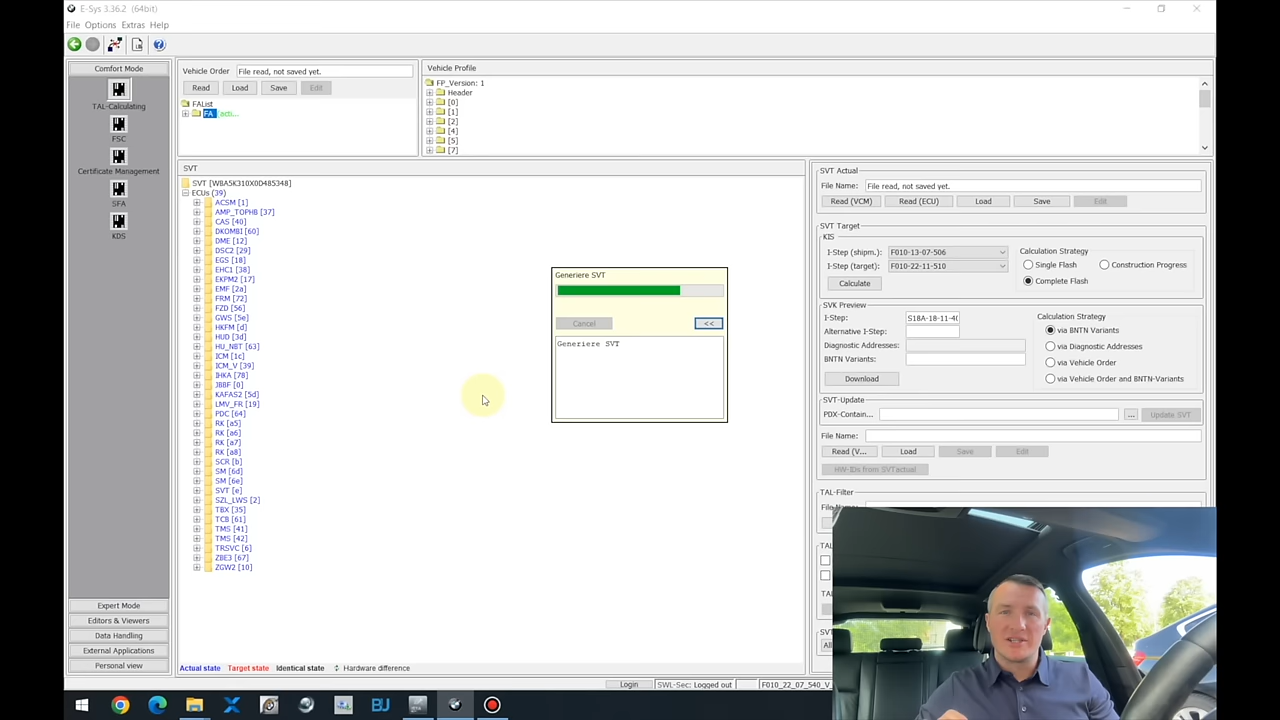 E-Sys 3.36.2 (64bit)
File Options Extras Help
Comfort Mode
TAL-Calculating
FSC
Certificate Management
SFA
KDS
Expert Mode
Editors & Viewers
Data Handling
External Applications
Personal view
Vehicle Order File read, not saved yet.
Read Load Save Edit
FAList
FA (acti...
Vehicle Profile
FP_Version: 1
Header
[0]
[1]
[2]
[4]
[5]
[7]
SVT
SVT [WBA5K310X0D485348]
ECUs (39)
ACSM [1]
AMP_TOPHB [37]
CAS [40]
DKOMBI [60]
DME [12]
DSC2 [29]
EGS [18]
EHC1 [38]
EKPM2 [17]
EMF [2a]
FRM [72]
FZD [56]
GWS [5e]
HKFM [d]
HUD [3d]
HU_NBT [63]
ICM [1c]
ICM_V [39]
IHKA [78]
JBBF [0]
KAFAS2 [5d]
LMV_FR [19]
PDC [64]
RK [a5]
RK [a6]
RK [a7]
RK [a8]
SCR [b]
SM [6d]
SM [6e]
SVT [e]
SZL_LWS [2]
TBX [35]
TCB [61]
TMS [41]
TMS [42]
TRSVC [6]
ZBE3 [67]
ZGW2 [10]
Actual state Target state Identical state Hardware difference
Generiere SVT
Cancel <<
Generiere SVT
SVT Actual
File Name: File read, not saved yet.
Read (VCM) Read (ECU) Load Save Edit
SVT Target
KIS
I-Step (shipm.): F010-13-07-506
I-Step (target): F010-22-11-510
Calculation Strategy
Single Flash Construction Progress
Complete Flash
Calculate
SVK Preview
I-Step: S18A-18-11-4
Alternative I-Step:
Diagnostic Addresses:
BNTN Variants:
Download
Calculation Strategy
via BNTN Variants
via Diagnostic Addresses
via Vehicle Order
via Vehicle Order and BNTN-Variants
SVT-Update
PDX-Contain... ... Update SVT
File Name:
Read (V... Load Save Edit
HW-IDs from SVTactual
TAL-Filter
Login SWL-Sec: Logged out F010_22_07_540_V_